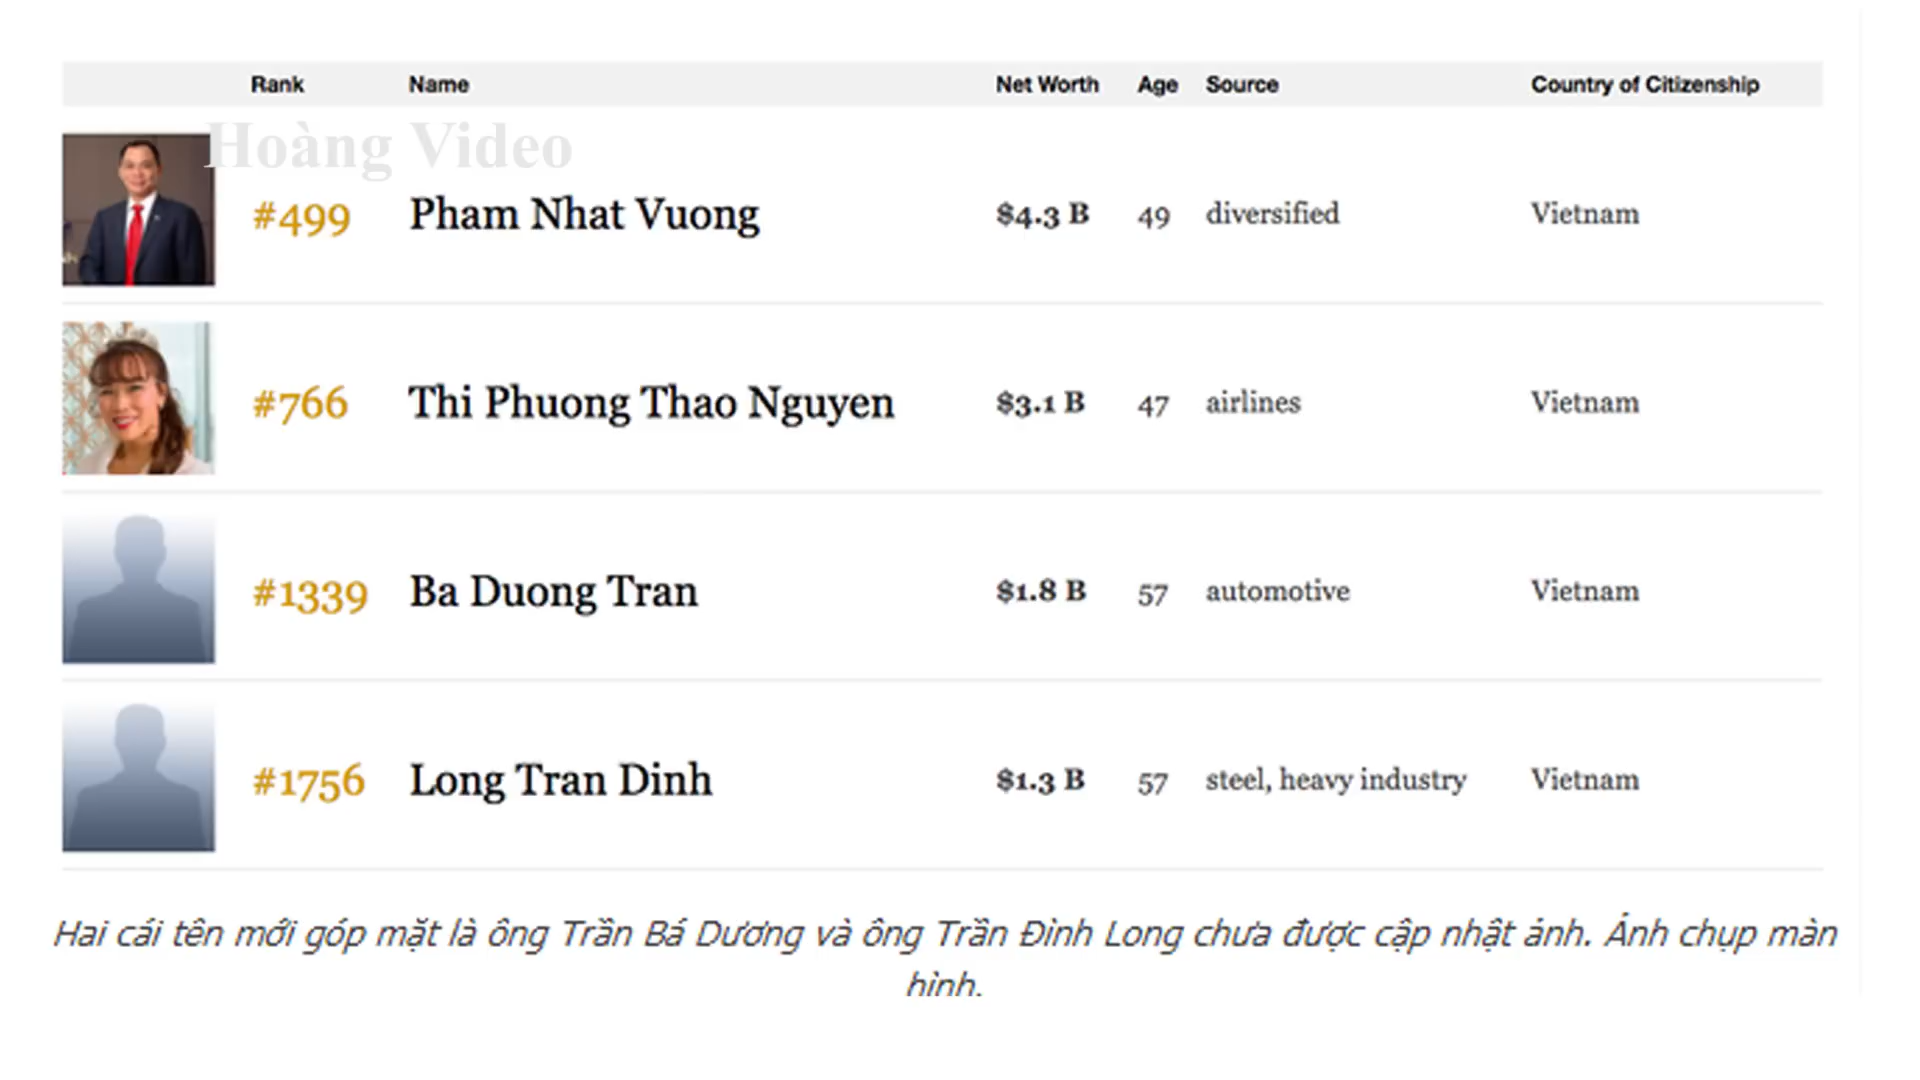 Rank Name Net Worth Age Source Country of Citizenship
Hoàng Video
#499 Pham Nhat Vuong $4.3 B 49 diversified Vietnam
#766 Thi Phuong Thao Nguyen $3.1 B 47 airlines Vietnam
#1339 Ba Duong Tran $1.8 B 57 automotive Vietnam
#1756 Long Tran Dinh $1.3 B 57 steel, heavy industry Vietnam
Hai cái tên mới góp mặt là ông Trần Bá Dương và ông Trần Đình Long chưa được cập nhật ảnh. Ảnh chụp màn
hình.